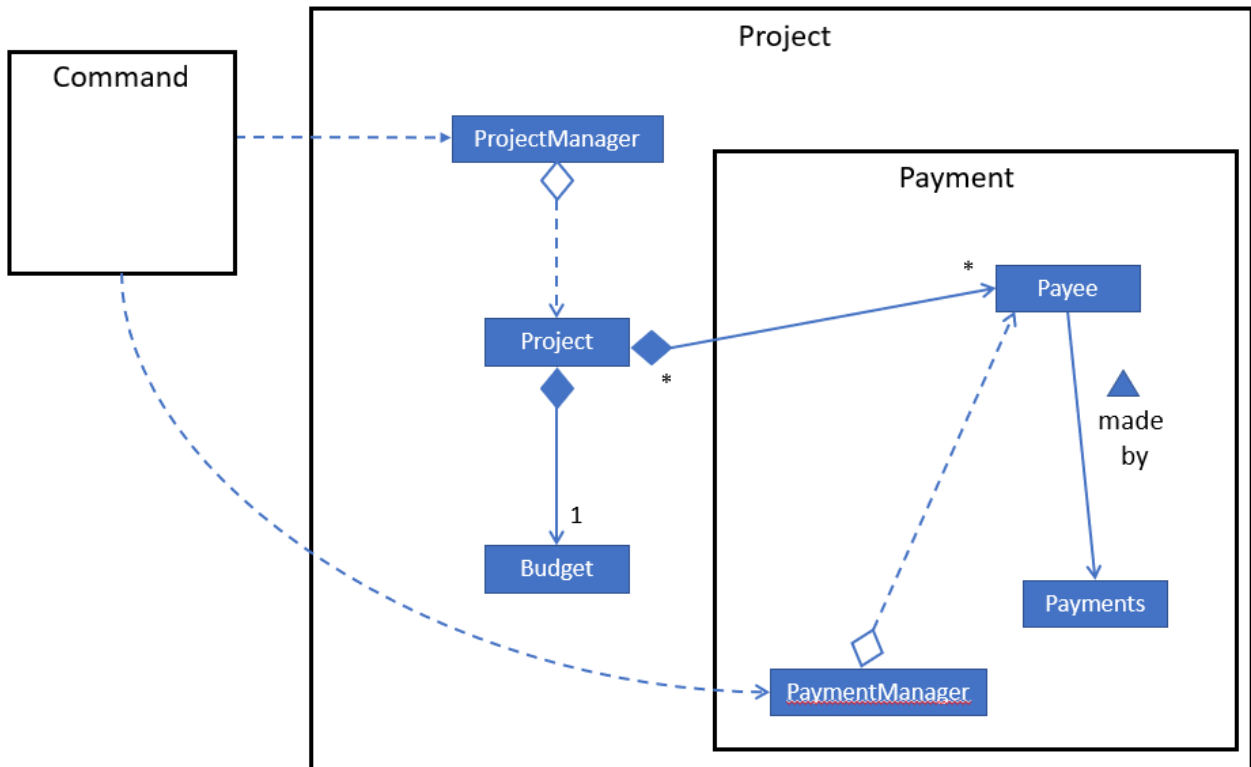 Project
Command
ProjectManager
Payment
*
Payee
Project
*
made
by
1
Budget
Payments
PaymentManager